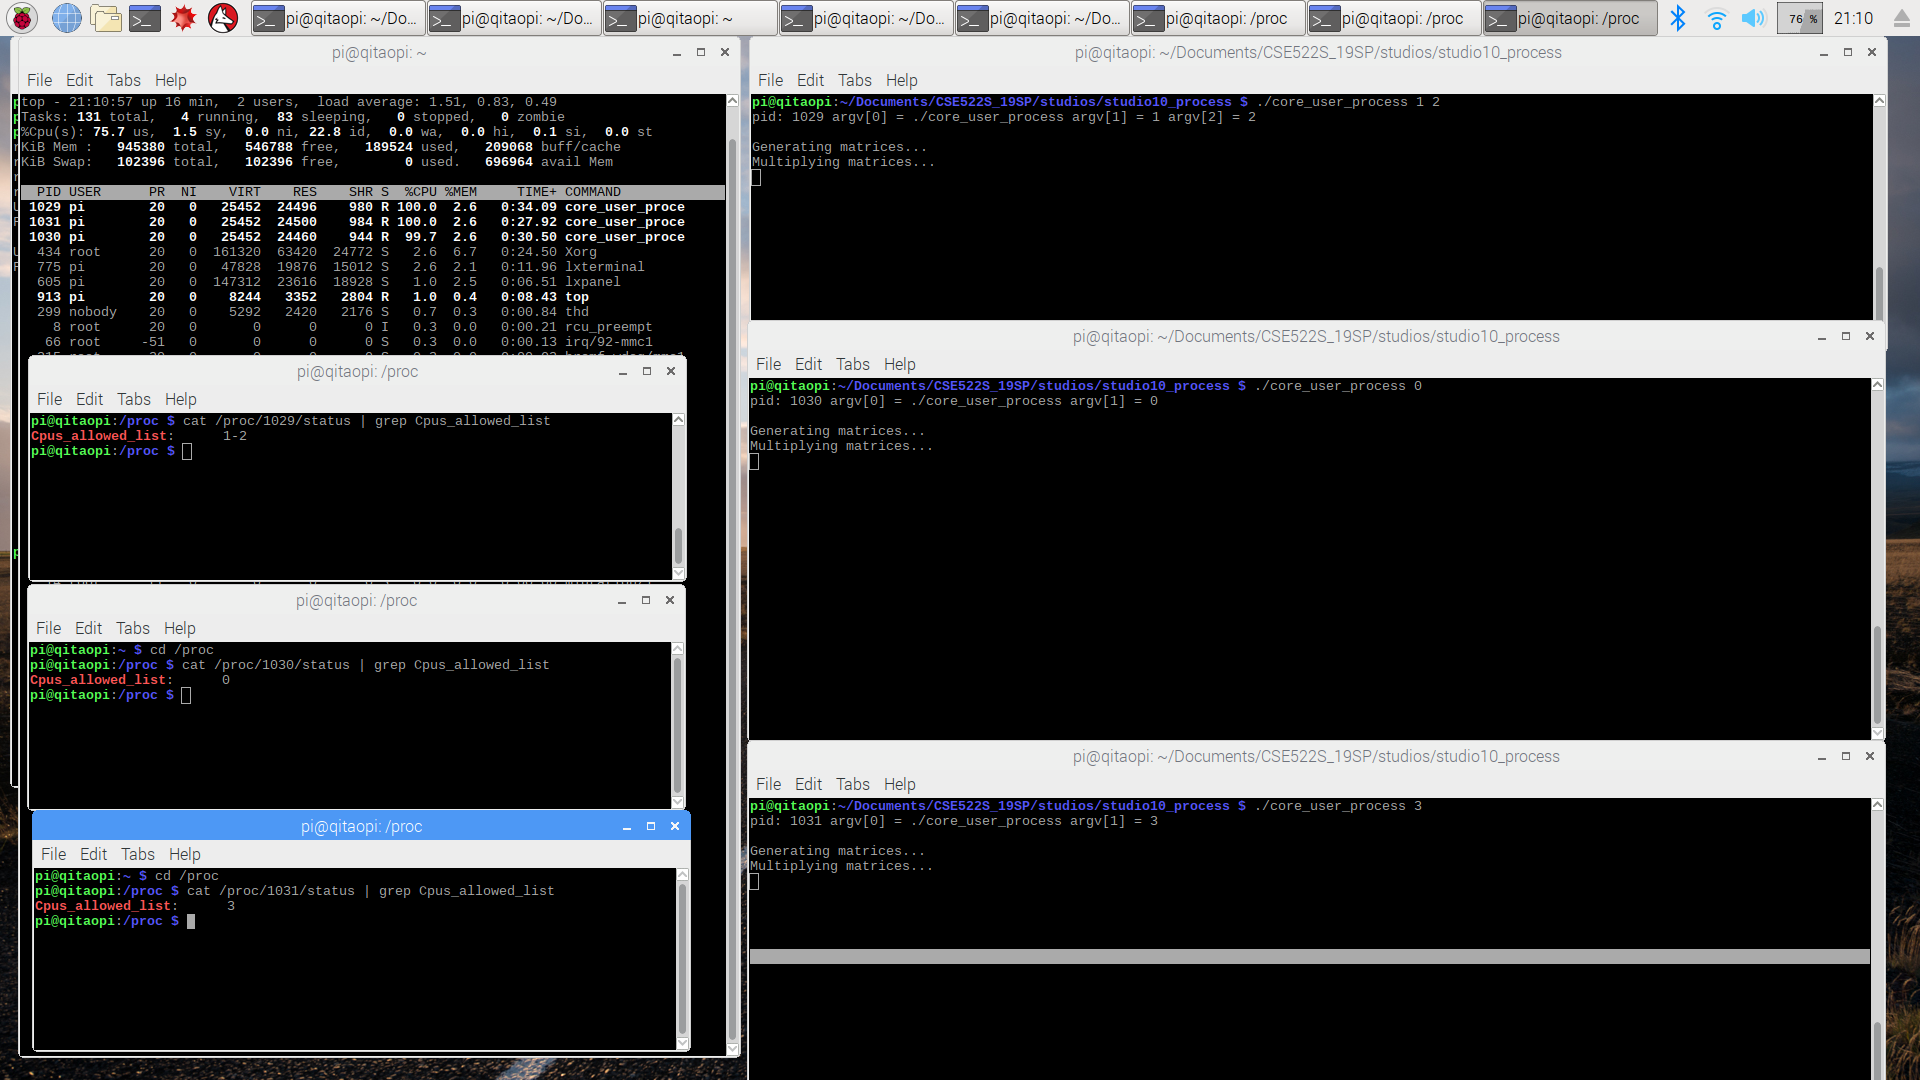 pi@qitaopi: ~/Do...
pi@qitaopi: ~/Do...
pi@qitaopi: ~
pi@qitaopi: ~/Do...
pi@qitaopi: ~/Do...
pi@qitaopi: /proc
pi@qitaopi: /proc
pi@qitaopi: /proc
76 %
21:10
pi@qitaopi: ~
File Edit Tabs Help
top - 21:10:57 up 16 min,  2 users,  load average: 1.51, 0.83, 0.49
Tasks: 131 total,   4 running,  83 sleeping,   0 stopped,   0 zombie
%Cpu(s): 75.7 us,  1.5 sy,  0.0 ni, 22.8 id,  0.0 wa,  0.0 hi,  0.1 si,  0.0 st
KiB Mem :   945380 total,   546788 free,   189524 used,   209068 buff/cache
KiB Swap:   102396 total,   102396 free,        0 used.   696964 avail Mem
PID USER      PR  NI    VIRT    RES    SHR S  %CPU %MEM     TIME+ COMMAND
1029 pi        20   0   25452  24496    980 R 100.0  2.6   0:34.09 core_user_proce
1031 pi        20   0   25452  24500    984 R 100.0  2.6   0:27.92 core_user_proce
1030 pi        20   0   25452  24460    944 R  99.7  2.6   0:30.50 core_user_proce
434 root      20   0  161320  63420  24772 S   2.6  6.7   0:24.50 Xorg
775 pi        20   0   47828  19876  15012 S   2.6  2.1   0:11.96 lxterminal
605 pi        20   0  147312  23616  18928 S   1.0  2.5   0:06.51 lxpanel
913 pi        20   0    8244   3352   2804 R   1.0  0.4   0:08.43 top
299 nobody    20   0    5292   2420   2176 S   0.7  0.3   0:00.84 thd
8 root      20   0       0      0      0 I   0.3  0.0   0:00.21 rcu_preempt
66 root     -51   0       0      0      0 S   0.3  0.0   0:00.13 irq/92-mmc1
pi@qitaopi: /proc
File Edit Tabs Help
pi@qitaopi:/proc $ cat /proc/1029/status | grep Cpus_allowed_list
Cpus_allowed_list:      1-2
pi@qitaopi:/proc $
pi@qitaopi: /proc
File Edit Tabs Help
pi@qitaopi:~ $ cd /proc
pi@qitaopi:/proc $ cat /proc/1030/status | grep Cpus_allowed_list
Cpus_allowed_list:      0
pi@qitaopi:/proc $
pi@qitaopi: /proc
File Edit Tabs Help
pi@qitaopi:~ $ cd /proc
pi@qitaopi:/proc $ cat /proc/1031/status | grep Cpus_allowed_list
Cpus_allowed_list:      3
pi@qitaopi:/proc $
pi@qitaopi: ~/Documents/CSE522S_19SP/studios/studio10_process
File Edit Tabs Help
pi@qitaopi:~/Documents/CSE522S_19SP/studios/studio10_process $ ./core_user_process 1 2
pid: 1029 argv[0] = ./core_user_process argv[1] = 1 argv[2] = 2
Generating matrices...
Multiplying matrices...
pi@qitaopi: ~/Documents/CSE522S_19SP/studios/studio10_process
File Edit Tabs Help
pi@qitaopi:~/Documents/CSE522S_19SP/studios/studio10_process $ ./core_user_process 0
pid: 1030 argv[0] = ./core_user_process argv[1] = 0
Generating matrices...
Multiplying matrices...
pi@qitaopi: ~/Documents/CSE522S_19SP/studios/studio10_process
File Edit Tabs Help
pi@qitaopi:~/Documents/CSE522S_19SP/studios/studio10_process $ ./core_user_process 3
pid: 1031 argv[0] = ./core_user_process argv[1] = 3
Generating matrices...
Multiplying matrices...